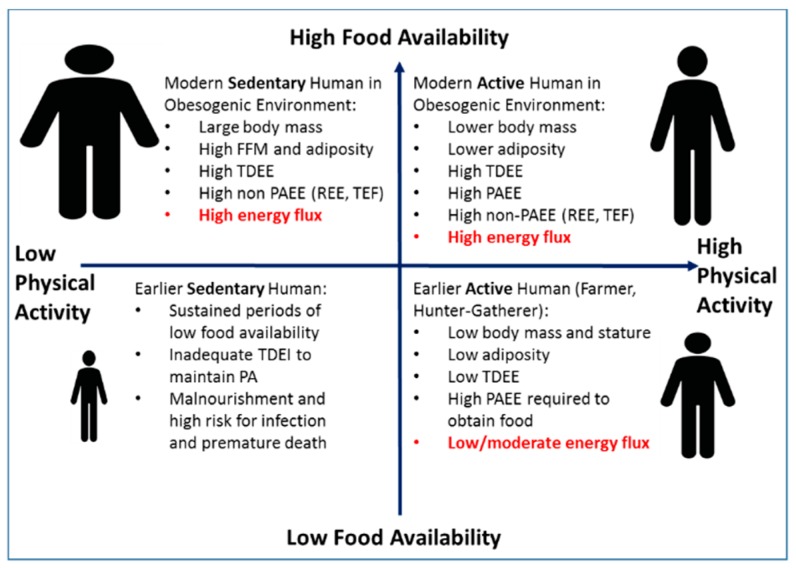 High Food Availability
Modern Sedentary Human in
Obesogenic Environment:
• Large body mass
• High FFM and adiposity
• High TDEE
• High non PAEE (REE, TEF)
• High energy flux
Modern Active Human in
Obesogenic Environment:
• Lower body mass
• Lower adiposity
• High TDEE
• High PAEE
• High non-PAEE (REE, TEF)
• High energy flux
Low
Physical
Activity
High
Physical
Activity
Earlier Sedentary Human:
• Sustained periods of
low food availability
• Inadequate TDEI to
maintain PA
• Malnourishment and
high risk for infection
and premature death
Earlier Active Human (Farmer,
Hunter-Gatherer):
• Low body mass and stature
• Low adiposity
• Low TDEE
• High PAEE required to
obtain food
• Low/moderate energy flux
Low Food Availability